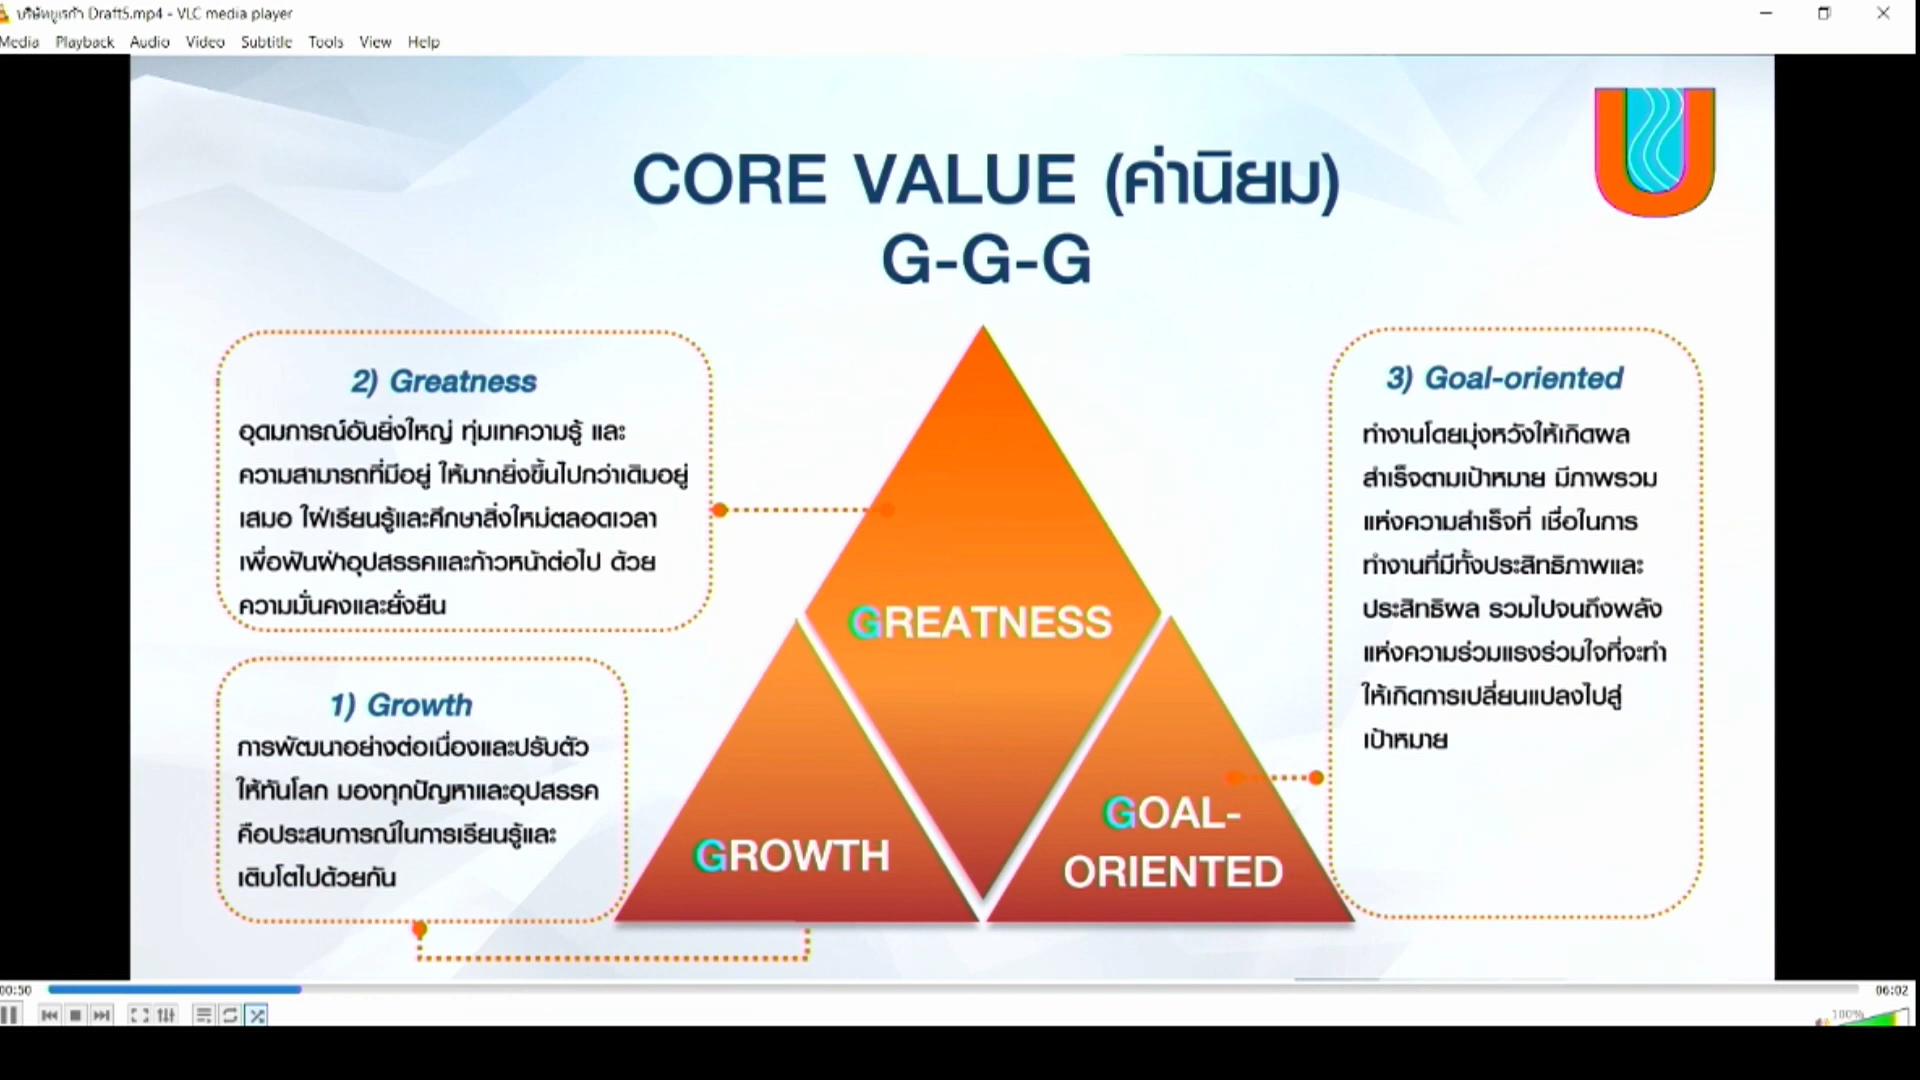 บริษัทยูเรก้า Draft5.mp4 - VLC media player
Media Playback Audio Video Subtitle Tools View Help
CORE VALUE (ค่านิยม)
G-G-G
2) Greatness
อุดมการณ์อันยิ่งใหญ่ ทุ่มเทความรู้ และ
ความสามารถที่มีอยู่ ให้มากยิ่งขึ้นไปกว่าเดิมอยู่
เสมอ ใฝ่เรียนรู้และศึกษาสิ่งใหม่ตลอดเวลา
เพื่อฟันฝ่าอุปสรรคและก้าวหน้าต่อไป ด้วย
ความมั่นคงและยั่งยืน
1) Growth
การพัฒนาอย่างต่อเนื่องและปรับตัว
ให้ทันโลก มองทุกปัญหาและอุปสรรค
คือประสบการณ์ในการเรียนรู้และ
เติบโตไปด้วยกัน
GREATNESS
GROWTH
GOAL-
ORIENTED
3) Goal-oriented
ทำงานโดยมุ่งหวังให้เกิดผล
สำเร็จตามเป้าหมาย มีภาพรวม
แห่งความสำเร็จที่ เชื่อในการ
ทำงานที่มีทั้งประสิทธิภาพและ
ประสิทธิผล รวมไปจนถึงพลัง
แห่งความร่วมแรงร่วมใจที่จะทำ
ให้เกิดการเปลี่ยนแปลงไปสู่
เป้าหมาย
00:50
06:02
100%